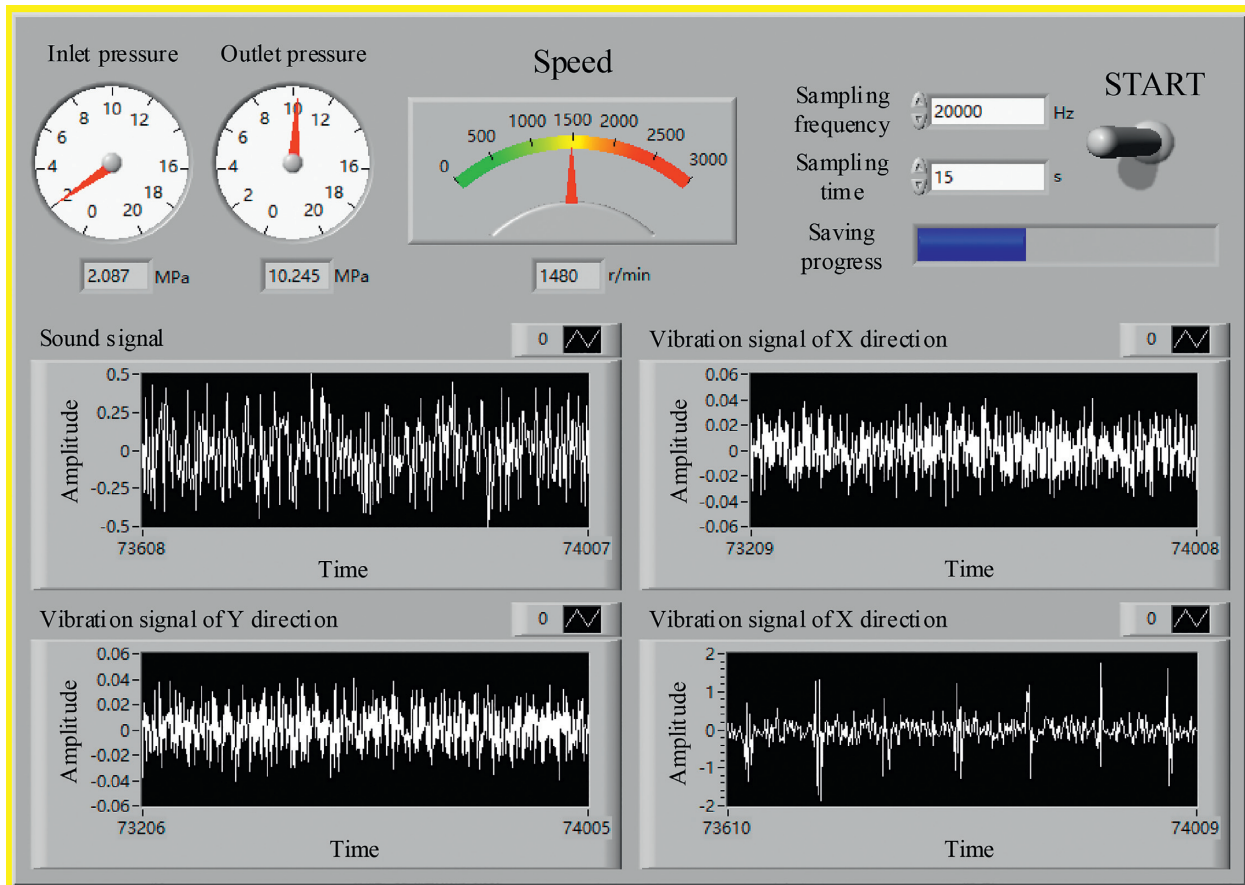 Inlet pressure
Outlet pressure
Speed
START
0 2 4 6 8 10 12 16 18 20
0 2 4 6 8 10 12 16 18 20
0 500 1000 1500 2000 2500 3000
Sampling
frequency
20000 Hz
Sampling
time
15 s
Saving
progress
2.087 MPa
10.245 MPa
1480 r/min
Sound signal
0
Amplitude
0.5
0.25
0
-0.25
-0.5
73608
74007
Time
Vibration signal of X direction
0
Amplitude
0.06
0.04
0.02
0
-0.02
-0.04
-0.06
73209
74008
Time
Vibration signal of Y direction
0
Amplitude
0.06
0.04
0.02
0
-0.02
-0.04
-0.06
73206
74005
Time
Vibration signal of X direction
0
Amplitude
2
1
0
-1
-2
73610
74009
Time